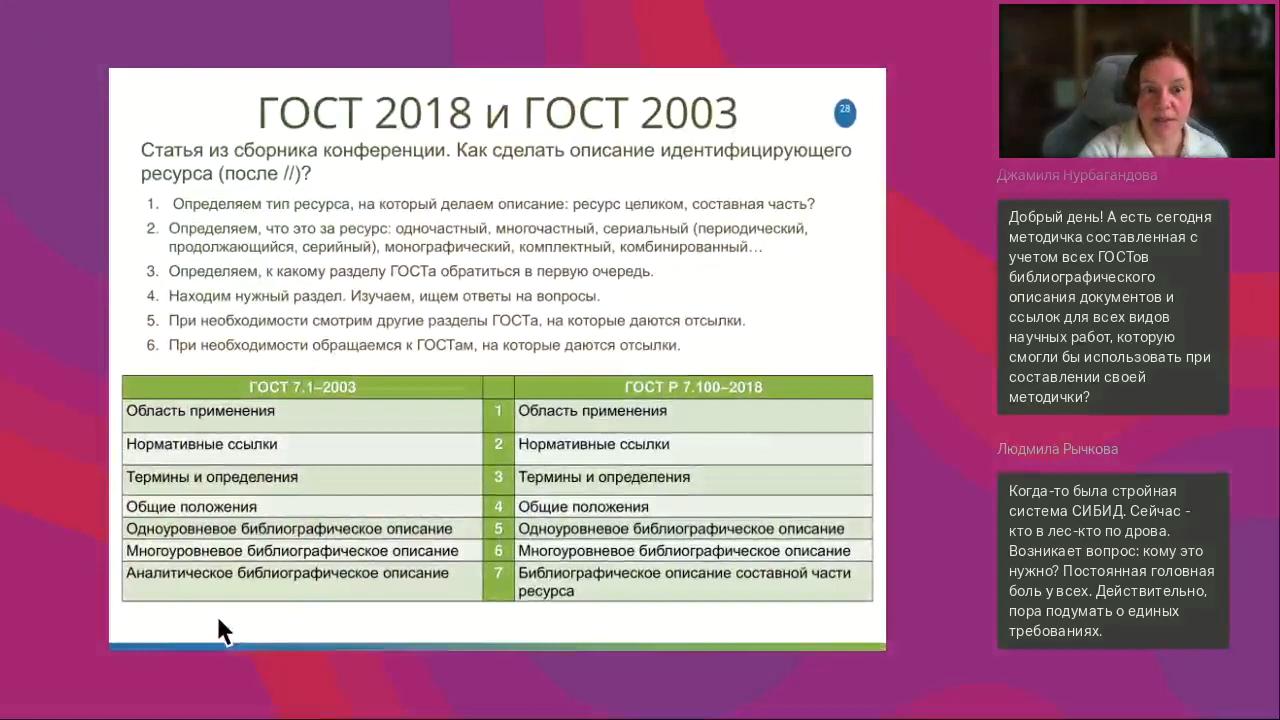 ГОСТ 2018 и ГОСТ 2003
28
Статья из сборника конференции. Как сделать описание идентифицирующего
ресурса (после //)?
1. Определяем тип ресурса, на который делаем описание: ресурс целиком, составная часть?
2. Определяем, что это за ресурс: одночастный, многочастный, сериальный (периодический,
продолжающийся, серийный), монографический, комплектный, комбинированный…
3. Определяем, к какому разделу ГОСТа обратиться в первую очередь.
4. Находим нужный раздел. Изучаем, ищем ответы на вопросы.
5. При необходимости смотрим другие разделы ГОСТа, на которые даются отсылки.
6. При необходимости обращаемся к ГОСТам, на которые даются отсылки.
ГОСТ 7.1–2003 ГОСТ Р 7.100–2018
Область применения 1 Область применения
Нормативные ссылки 2 Нормативные ссылки
Термины и определения 3 Термины и определения
Общие положения 4 Общие положения
Одноуровневое библиографическое описание 5 Одноуровневое библиографическое описание
Многоуровневое библиографическое описание 6 Многоуровневое библиографическое описание
Аналитическое библиографическое описание 7 Библиографическое описание составной части
ресурса
Джамиля Нурбагандова
Добрый день! А есть сегодня
методичка составленная с
учетом всех ГОСТов
библиографического
описания документов и
ссылок для всех видов
научных работ, которую
смогли бы использовать при
составлении своей
методички?
Людмила Рычкова
Когда-то была стройная
система СИБИД. Сейчас -
кто в лес-кто по дрова.
Возникает вопрос: кому это
нужно? Постоянная головная
боль у всех. Действительно,
пора подумать о единых
требованиях.